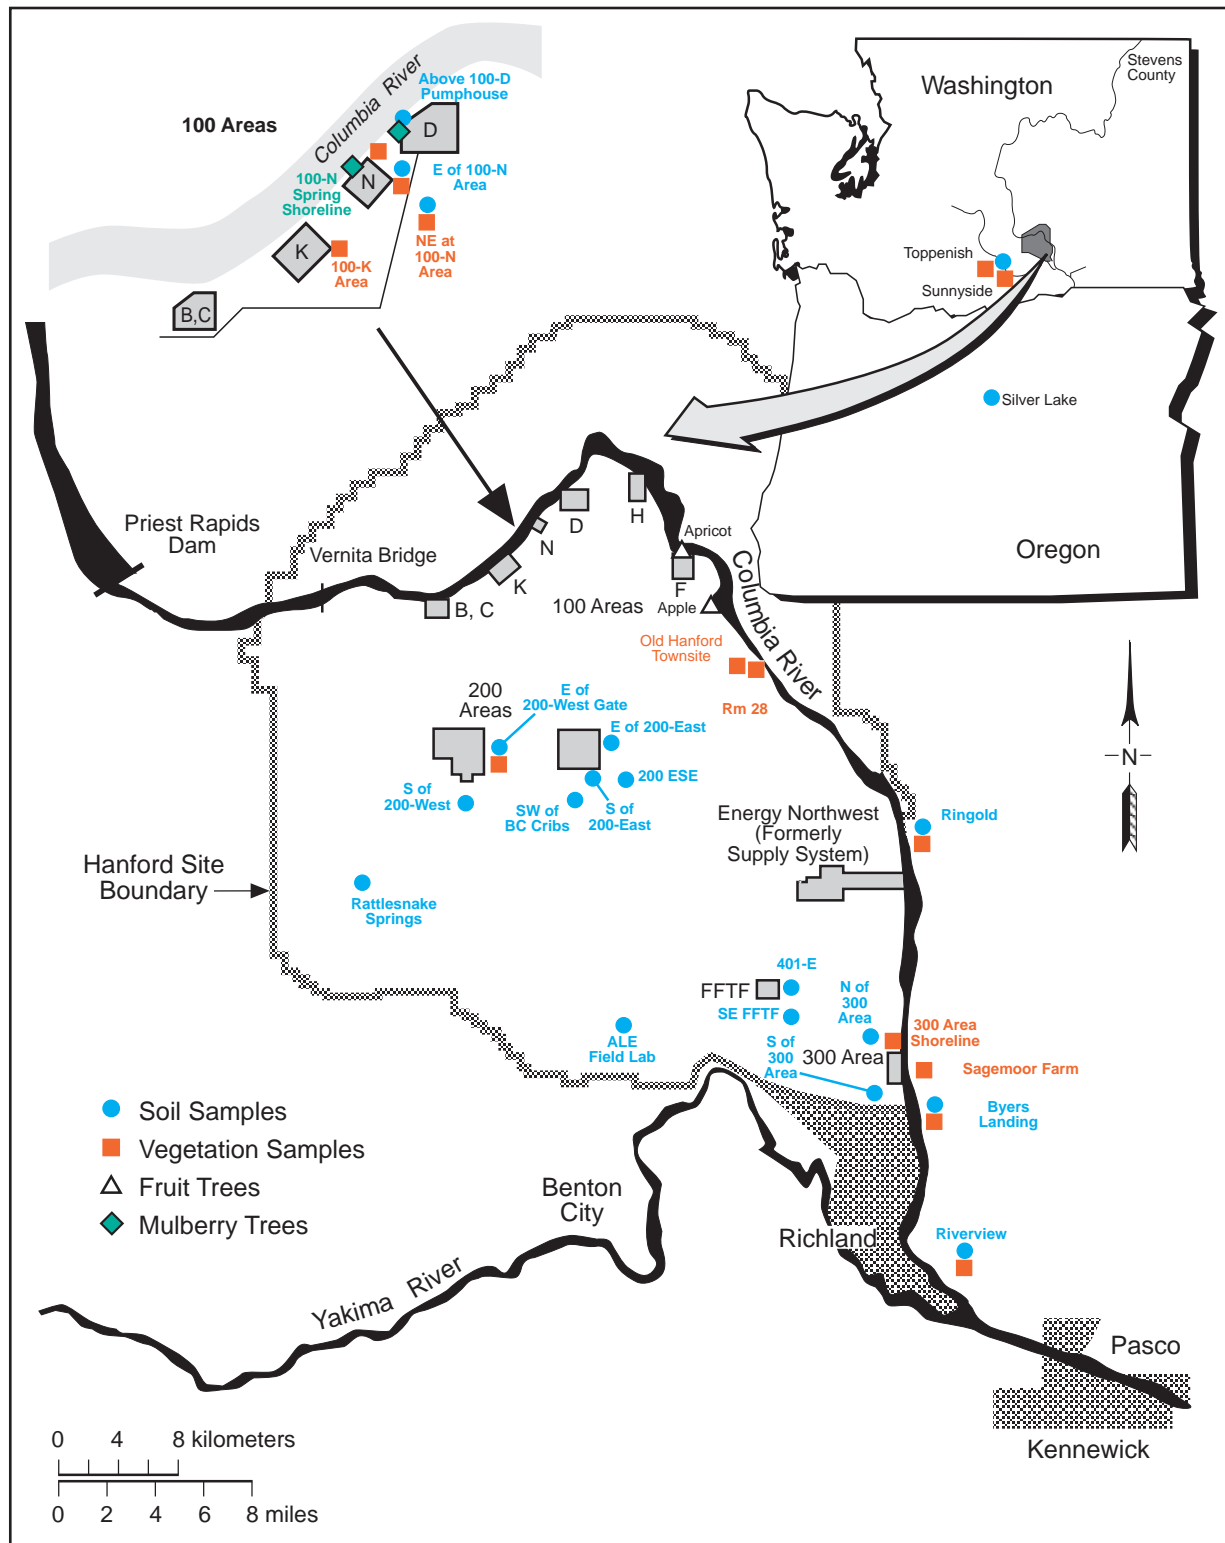 Columbia River
Above 100-D
Pumphouse
100 Areas
D
N
100-N
Spring
Shoreline
E of 100-N
Area
K
100-K
Area
NE at
100-N
Area
B,C
Washington
Stevens
County
Toppenish
Sunnyside
Silver Lake
Oregon
Priest Rapids
Dam
Vernita Bridge
B, C
K
N
D
H
Apricot
F
100 Areas
Apple
Columbia River
Old Hanford
Townsite
Rm 28
200
Areas
E of
200-West Gate
E of 200-East
S of
200-West
SW of
BC Cribs
S of
200-East
200 ESE
Energy Northwest
(Formerly
Supply System)
Ringold
N
Hanford Site
Boundary
Rattlesnake
Springs
401-E
FFTF
SE FFTF
N of
300
Area
ALE
Field Lab
S of
300
Area
300 Area
300 Area
Shoreline
Sagemoor Farm
Byers
Landing
Soil Samples
Vegetation Samples
Fruit Trees
Mulberry Trees
Benton
City
Richland
Riverview
Yakima River
Pasco
Kennewick
0 4 8 kilometers
0 2 4 6 8 miles